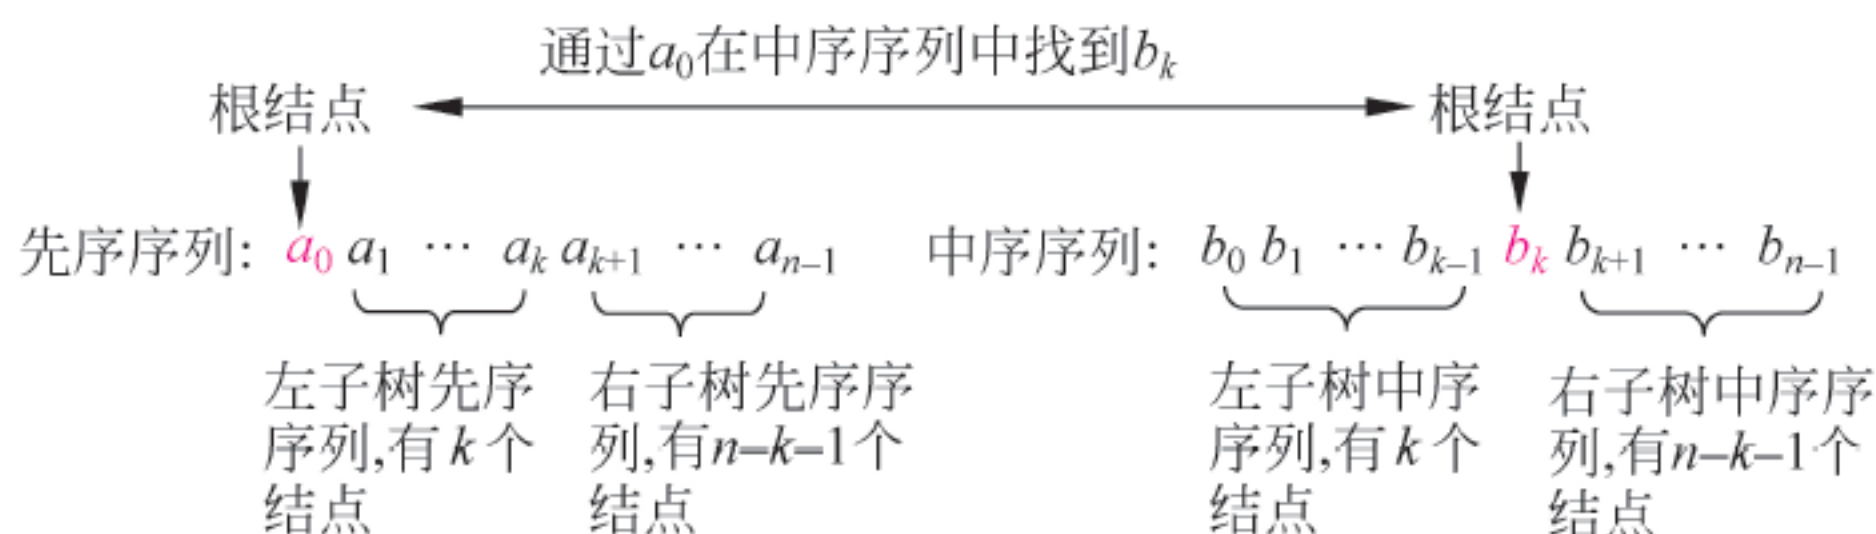 通过a₀在中序序列中找到bₖ
根结点 根结点
先序序列: a₀ a₁ ⋯ aₖ aₖ₊₁ ⋯ aₙ₋₁ 中序序列: b₀ b₁ ⋯ bₖ₋₁ bₖ bₖ₊₁ ⋯ bₙ₋₁
左子树先序
序列,有k个
结点
右子树先序序
列,有n–k–1个
结点
左子树中序
序列,有k个
结点
右子树中序序
列,有n–k–1个
结点